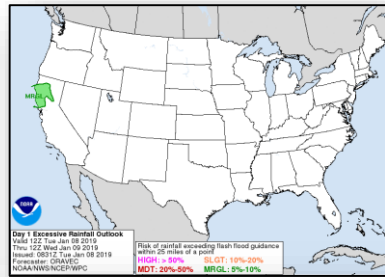 MRGL
noaa
Day 1 Excessive Rainfall Outlook
Valid 12Z Tue Jan 08 2019
Thru 12Z Wed Jan 09 2019
Issued: 0831Z Tue Jan 08 2019
Forecaster: ORAVEC
NOAA/NWS/NCEP/WPC
Risk of rainfall exceeding flash flood guidance
within 25 miles of a point
HIGH: > 50% SLGT: 10%-20%
MDT: 20%-50% MRGL: 5%-10%